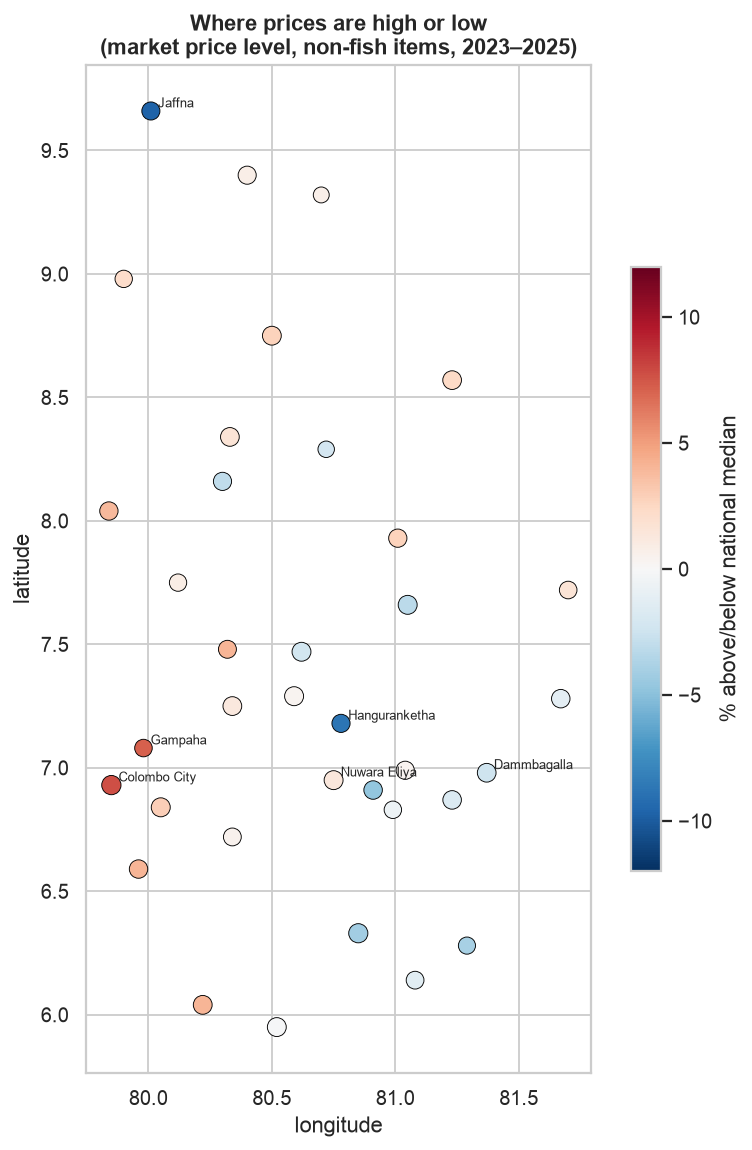 Where prices are high or low
(market price level, non-fish items, 2023–2025)
Jaffna
Hanguranketha
Gampaha
Nuwara Eliya
Dammbagalla
Colombo City
9.5
9.0
8.5
8.0
7.5
7.0
6.5
6.0
latitude
80.0
80.5
81.0
81.5
longitude
10
5
0
−5
−10
% above/below national median